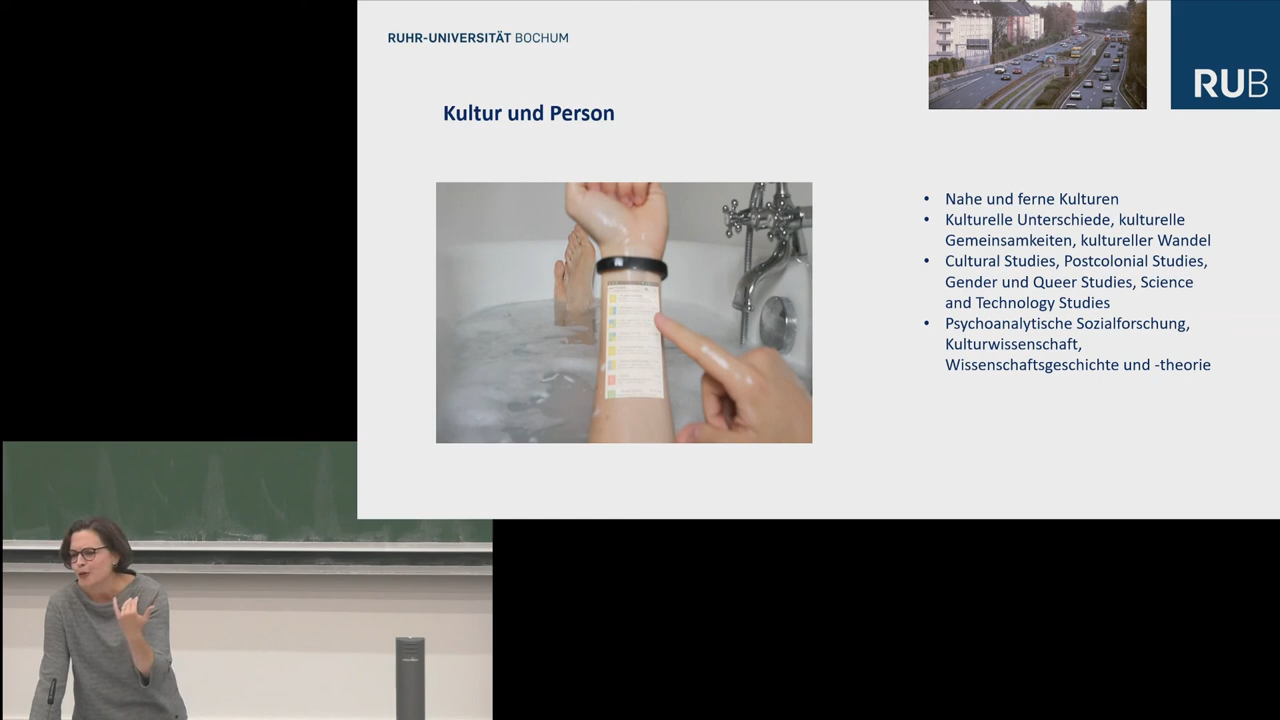 RUHR-UNIVERSITÄT BOCHUM
RUB
Kultur und Person
• Nahe und ferne Kulturen
• Kulturelle Unterschiede, kulturelle
Gemeinsamkeiten, kultureller Wandel
• Cultural Studies, Postcolonial Studies,
Gender und Queer Studies, Science
and Technology Studies
• Psychoanalytische Sozialforschung,
Kulturwissenschaft,
Wissenschaftsgeschichte und -theorie